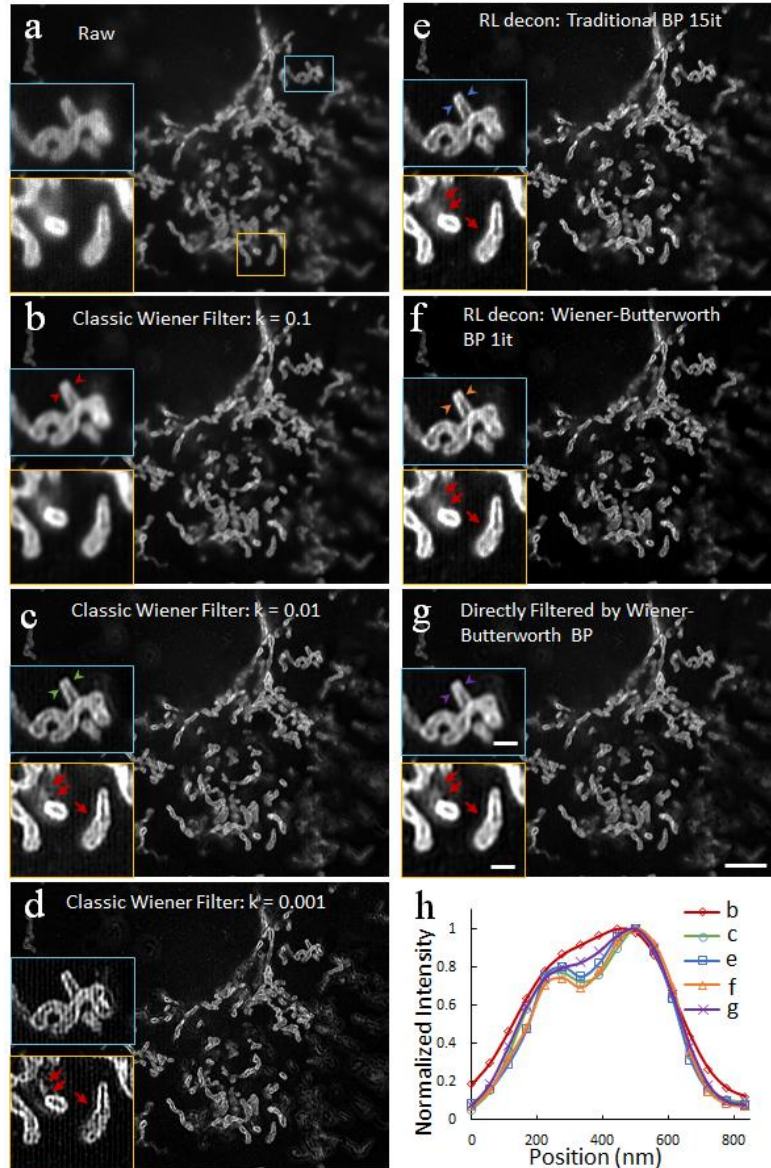 a
Raw
b
Classic Wiener Filter: k = 0.1
c
Classic Wiener Filter: k = 0.01
d
Classic Wiener Filter: k = 0.001
e
RL decon: Traditional BP 15it
f
RL decon: Wiener-Butterworth
BP 1it
g
Directly Filtered by Wiener-
Butterworth BP
h
Normalized Intensity
1
0.8
0.6
0.4
0.2
0
0
200
400
600
800
Position (nm)
b
c
e
f
g